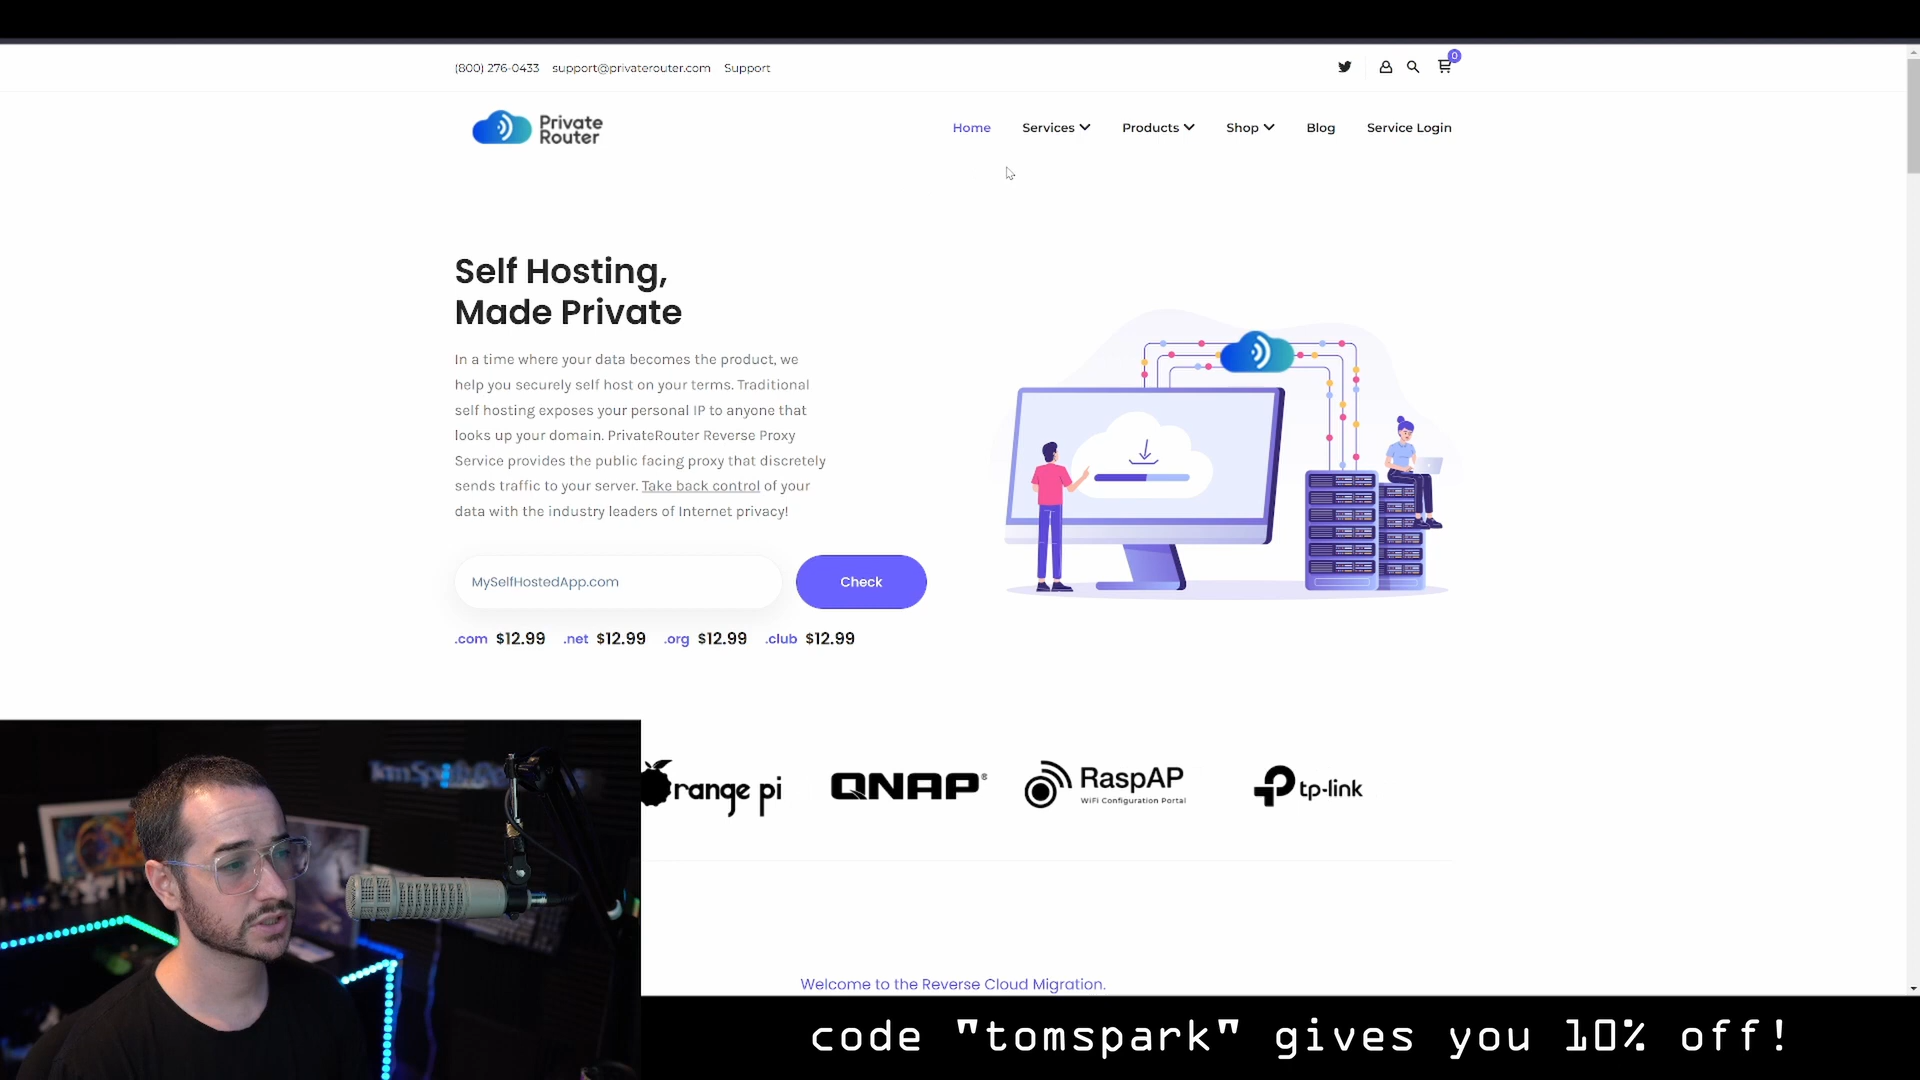 (800) 276-0433 support@privaterouter.com Support
0
Private
Router
Home Services Products Shop Blog Service Login
Self Hosting,
Made Private
In a time where your data becomes the product, we
help you securely self host on your terms. Traditional
self hosting exposes your personal IP to anyone that
looks up your domain. PrivateRouter Reverse Proxy
Service provides the public facing proxy that discretely
sends traffic to your server. Take back control of your
data with the industry leaders of Internet privacy!
MySelfHostedApp.com Check
.com $12.99 .net $12.99 .org $12.99 .club $12.99
range pi
QNAP®
RaspAP
WiFi Configuration Portal
tp-link
Welcome to the Reverse Cloud Migration.
code "tomspark" gives you 10% off!